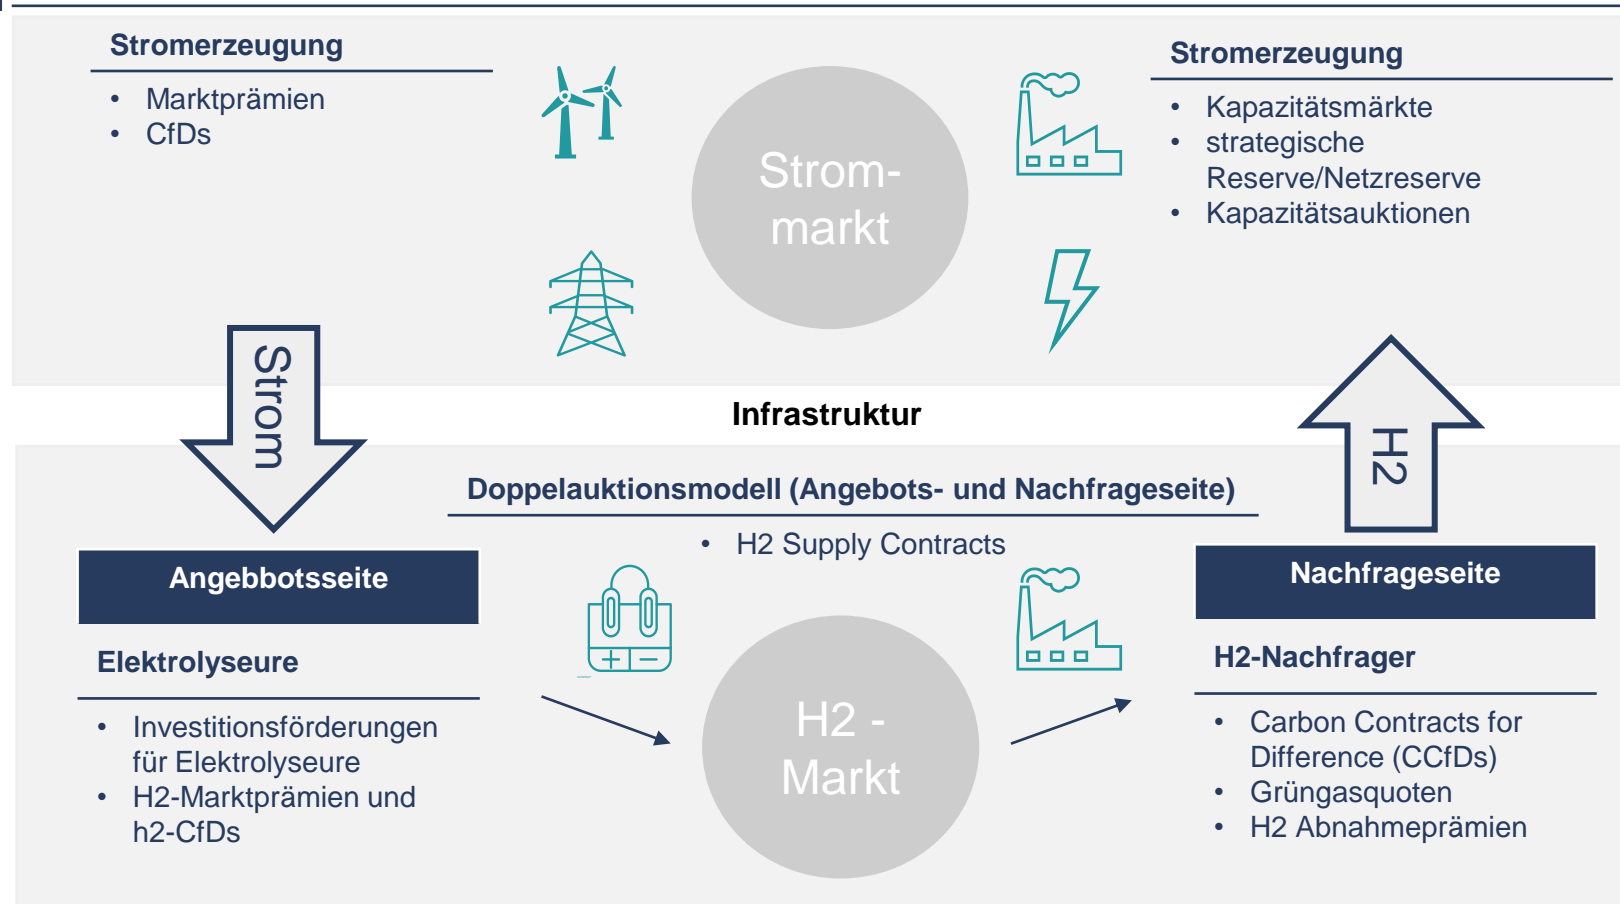 Stromerzeugung
• Marktprämien
• CfDs
Strom-
markt
Stromerzeugung
• Kapazitätsmärkte
• strategische
Reserve/Netzreserve
• Kapazitätsauktionen
Strom
Infrastruktur
H2
Doppelauktionsmodell (Angebots- und Nachfrageseite)
• H2 Supply Contracts
Angebbotsseite
Elektrolyseure
• Investitionsförderungen
für Elektrolyseure
• H2-Marktprämien und
h2-CfDs
H2 -
Markt
Nachfrageseite
H2-Nachfrager
• Carbon Contracts for
Difference (CCfDs)
• Grüngasquoten
• H2 Abnahmeprämien